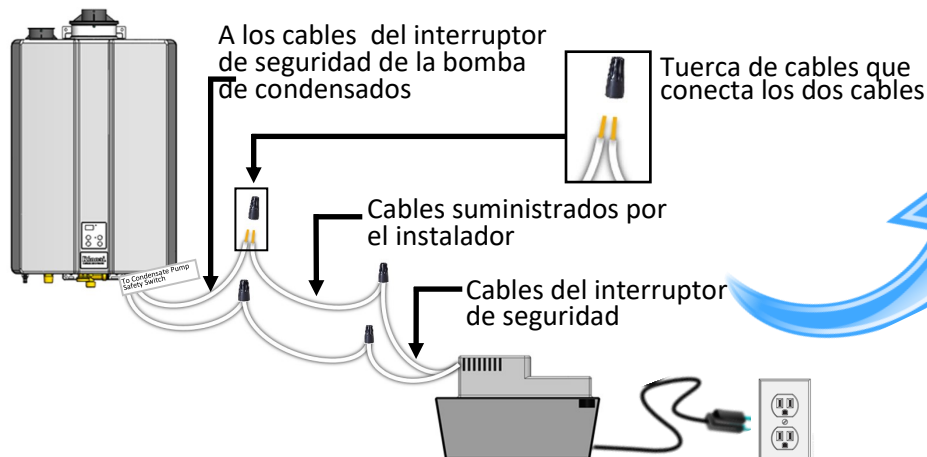 A los cables del interruptor
de seguridad de la bomba
de condensados
Tuerca de cables que
conecta los dos cables
Cables suministrados por
el instalador
To Condensate Pump
Safety Switch
Cables del interruptor
de seguridad
Rinnai